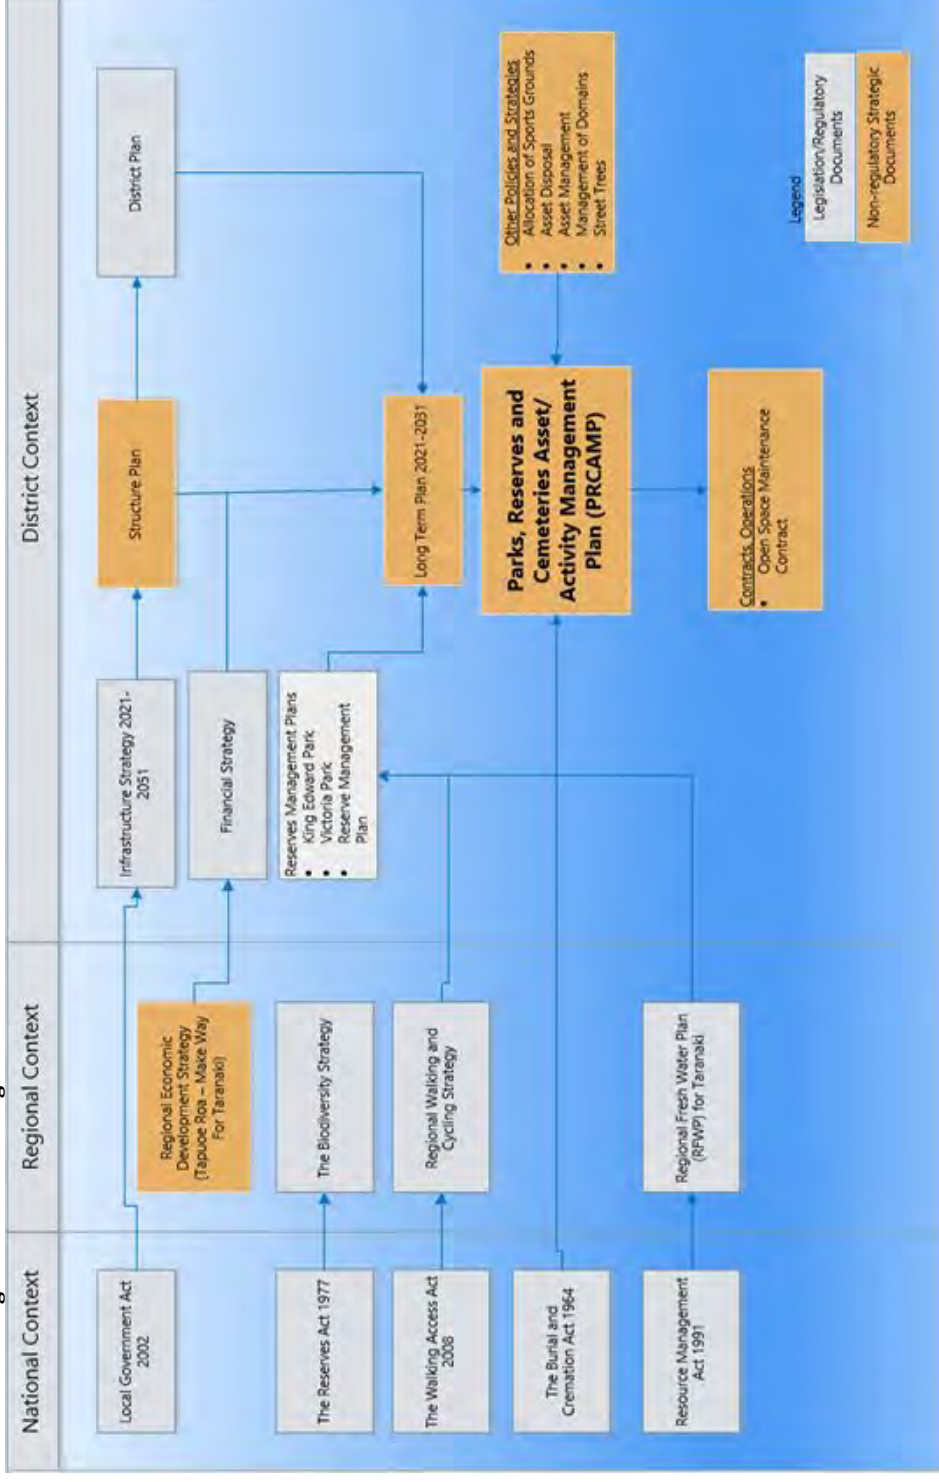 National Context
Local Government Act
2002
The Reserves Act 1977
The Walking Access Act
2008
The Burial and
Cremation Act 1964
Resource Management
Act 1991
Regional Context
Regional Economic
Development Strategy
(Tapuoe Roa – Make Way
For Taranaki)
The Biodiversity Strategy
Regional Walking and
Cycling Strategy
Regional Fresh Water Plan
(RFWP) for Taranaki
District Context
Infrastructure Strategy 2021-
2051
Financial Strategy
Reserves Management Plans
• King Edward Park
• Victoria Park
• Reserve Management
Plan
Structure Plan
District Plan
Long Term Plan 2021-2031
Parks, Reserves and
Cemeteries Asset/
Activity Management
Plan (PRCAMP)
Other Policies and Strategies
• Allocation of Sports Grounds
• Asset Disposal
• Asset Management
• Management of Domains
• Street Trees
Contracts Operations
• Open Space Maintenance
Contract
Legend
Legislation/Regulatory
Documents
Non-regulatory Strategic
Documents